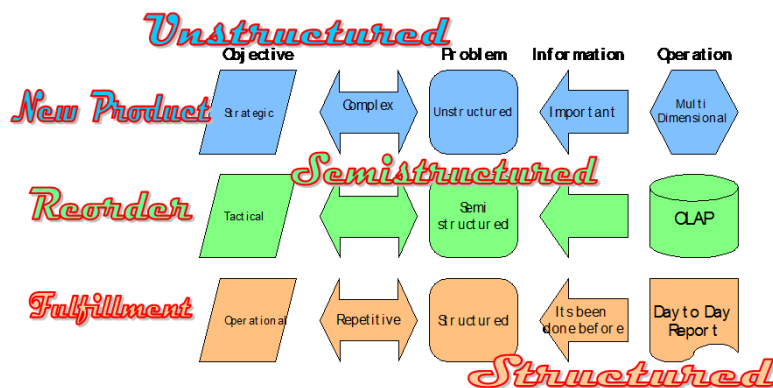 Unstructured
Objective Problem Information Operation
New Product
Strategic
Complex
Unstructured
Important
Multi
Dimensional
Semistructured
Reorder
Tactical
Semi
structured
OLAP
Fulfillment
Operational
Repetitive
Structured
Its been
done before
Day to Day
Report
Structured